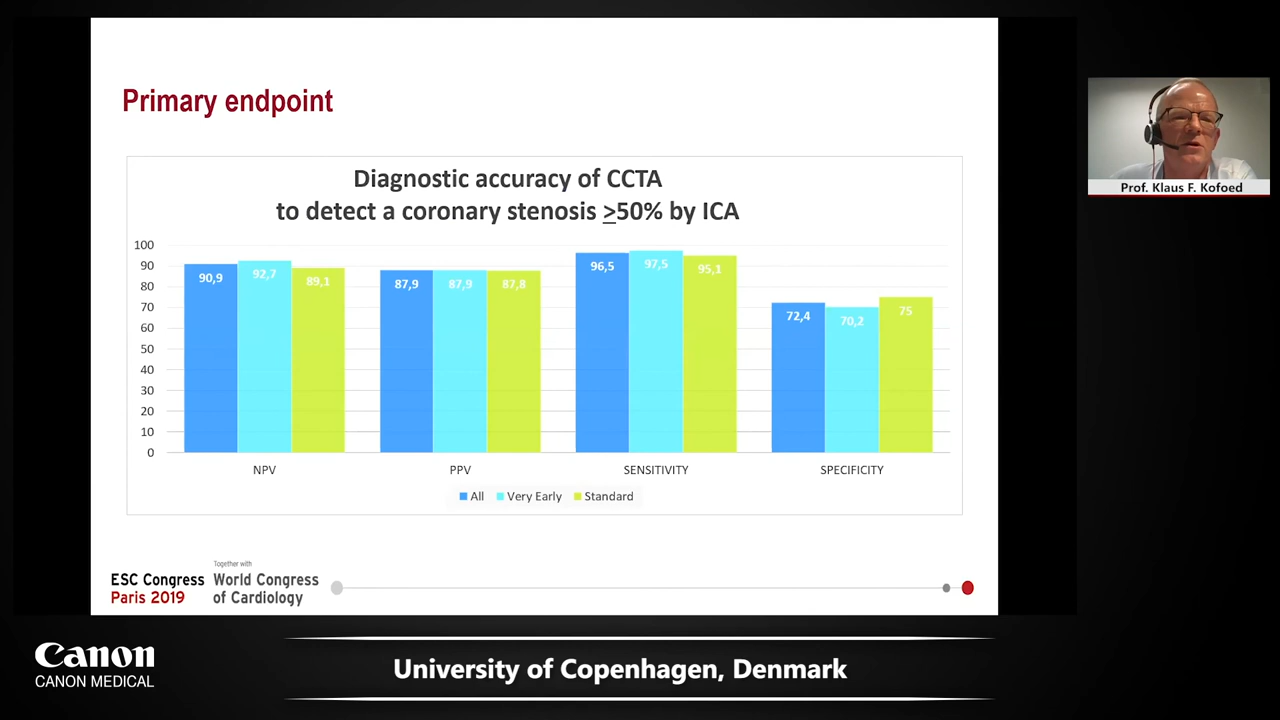 Primary endpoint
Diagnostic accuracy of CCTA
to detect a coronary stenosis ≥50% by ICA
100
90
80
70
60
50
40
30
20
10
0
90,9
92,7
89,1
87,9
87,9
87,8
96,5
97,5
95,1
72,4
70,2
75
NPV
PPV
SENSITIVITY
SPECIFICITY
All
Very Early
Standard
ESC Congress
Paris 2019
Together with
World Congress
of Cardiology
Prof. Klaus F. Kofoed
Canon
CANON MEDICAL
University of Copenhagen, Denmark